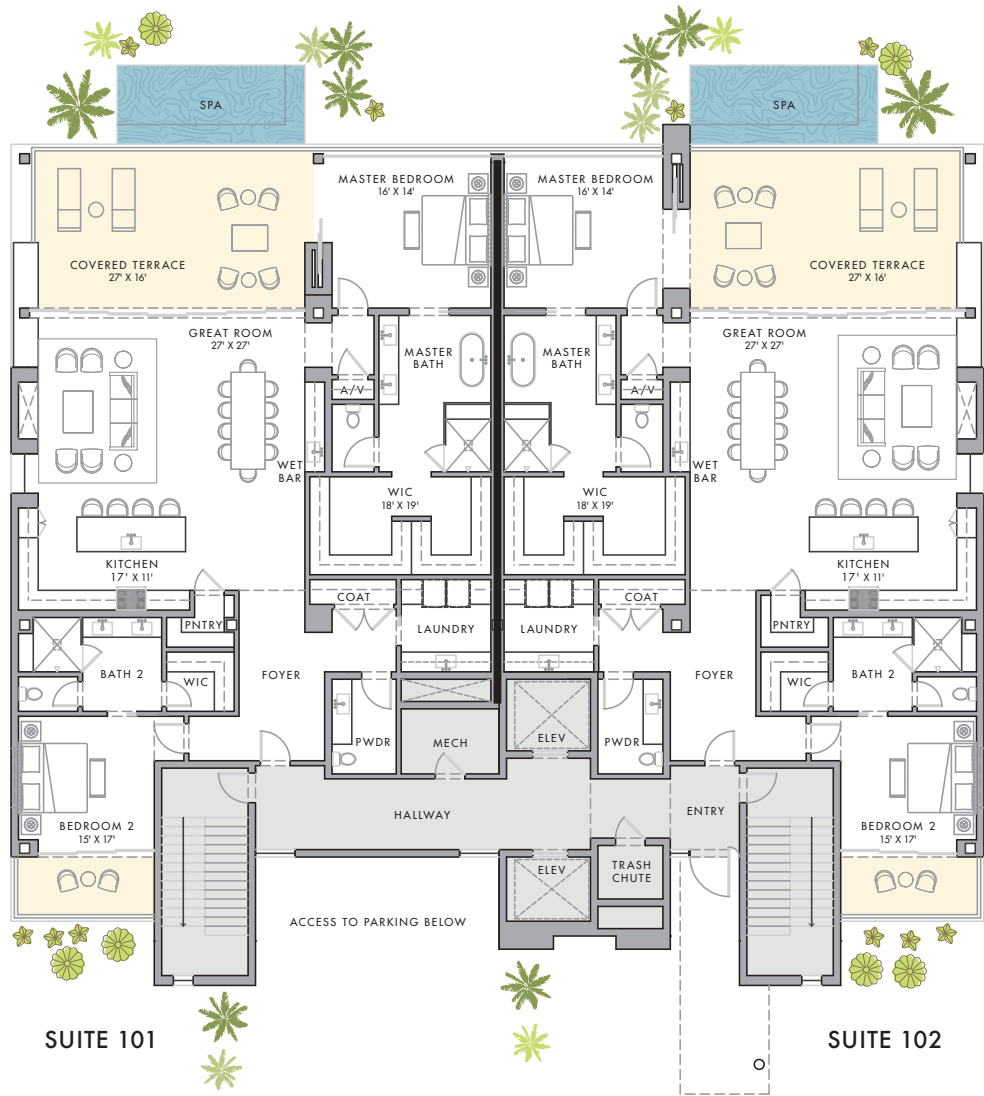 SPA
SPA
MASTER BEDROOM
16' X 14'
MASTER BEDROOM
16' X 14'
COVERED TERRACE
27' X 16'
COVERED TERRACE
27' X 16'
GREAT ROOM
27' X 27'
GREAT ROOM
27' X 27'
MASTER
BATH
MASTER
BATH
A/V
A/V
WET
BAR
WET
BAR
WIC
18' X 19'
WIC
18' X 19'
KITCHEN
17' X 11'
KITCHEN
17' X 11'
COAT
COAT
PNTRY
LAUNDRY
LAUNDRY
PNTRY
BATH 2
WIC
FOYER
FOYER
WIC
BATH 2
PWDR
MECH
ELEV
PWDR
HALLWAY
ENTRY
BEDROOM 2
15' X 17'
BEDROOM 2
15' X 17'
ELEV
TRASH
CHUTE
ACCESS TO PARKING BELOW
SUITE 101
SUITE 102